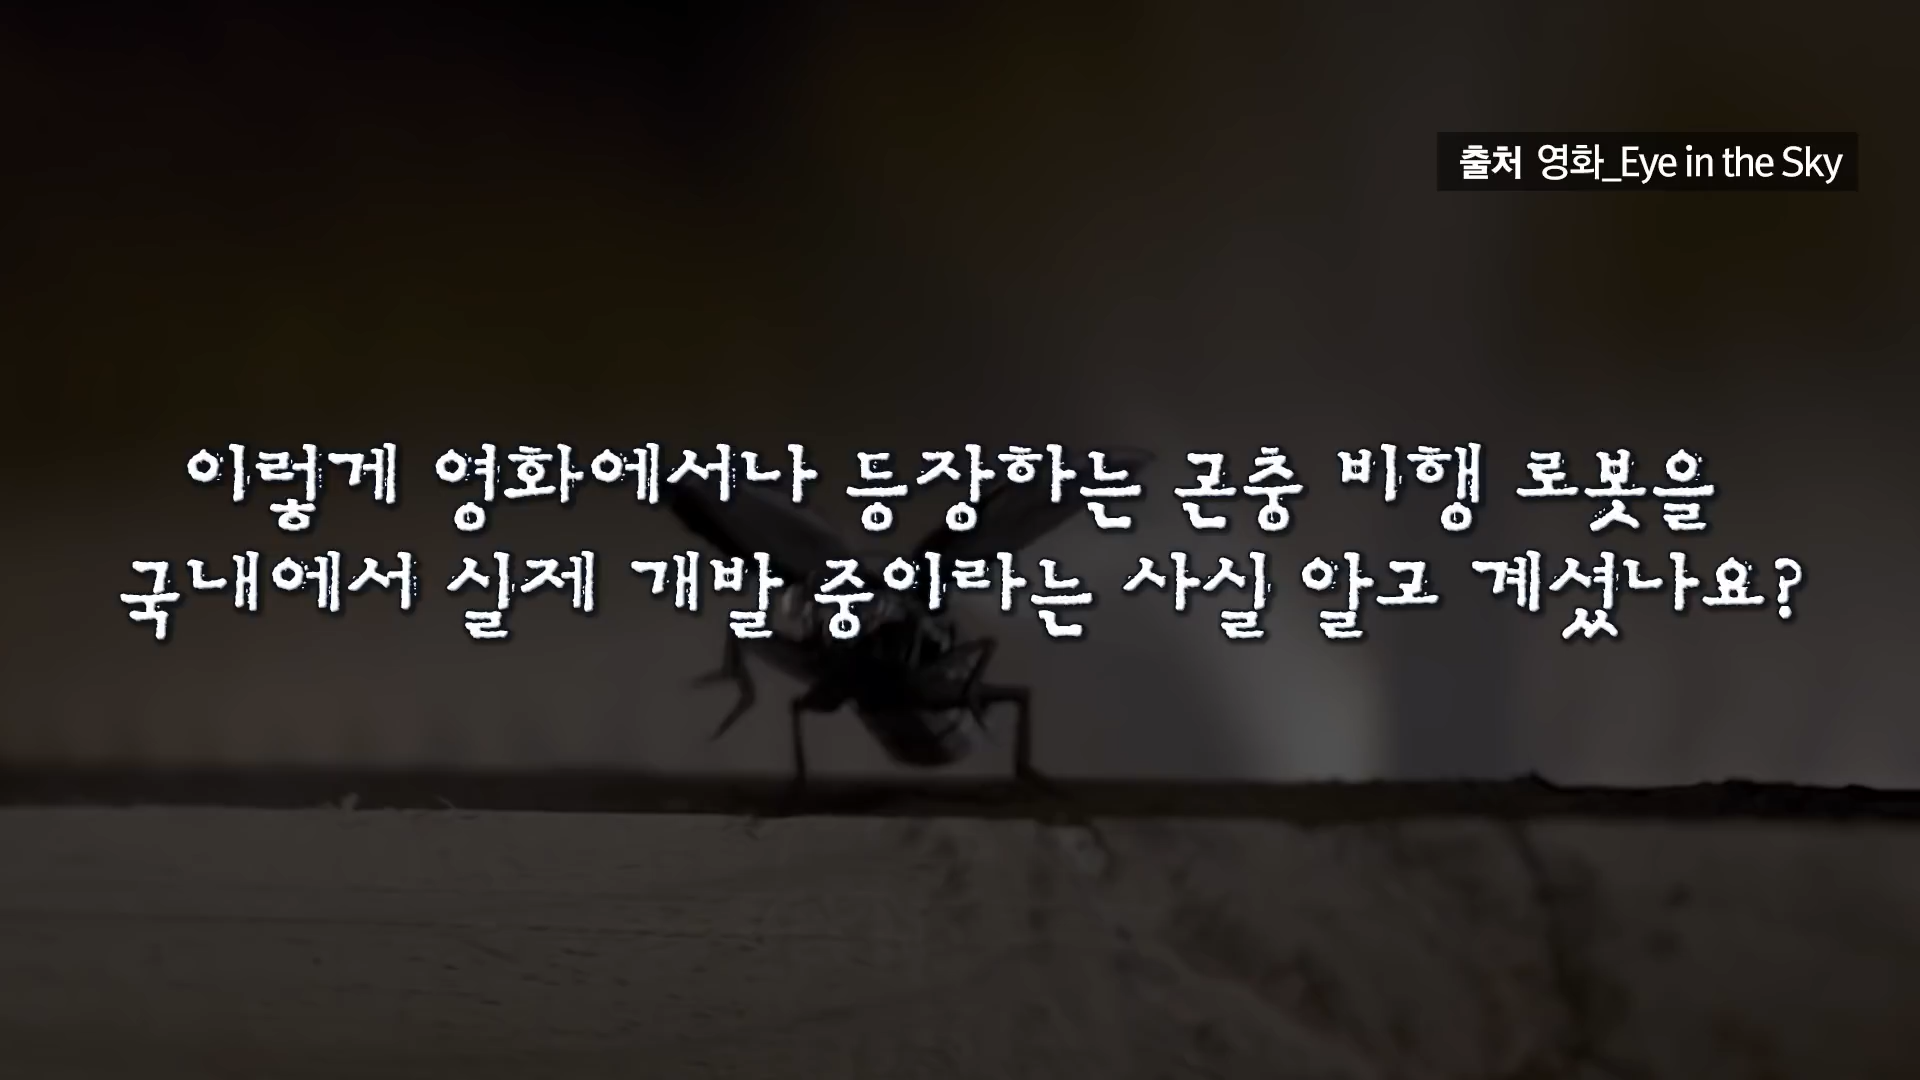 출처 영화_Eye in the Sky
이렇게 영화에서나 등장하는 곤충 비행 로봇을
국내에서 실제 개발 중이라는 사실 알고 계셨나요?